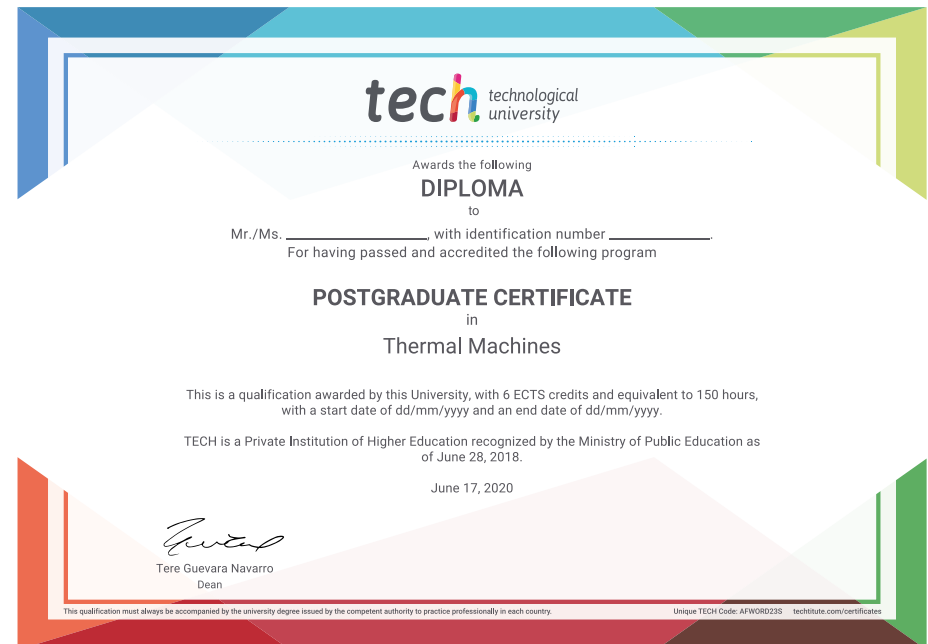 tech technological
university
Awards the following
DIPLOMA
to
Mr./Ms. ____________________, with identification number ______________.
For having passed and accredited the following program
POSTGRADUATE CERTIFICATE
in
Thermal Machines
This is a qualification awarded by this University, with 6 ECTS credits and equivalent to 150 hours,
with a start date of dd/mm/yyyy and an end date of dd/mm/yyyy.
TECH is a Private Institution of Higher Education recognized by the Ministry of Public Education as
of June 28, 2018.
June 17, 2020
Tere Guevara Navarro
Dean
This qualification must always be accompanied by the university degree issued by the competent authority to practice professionally in each country. Unique TECH Code: AFWORD23S techtitute.com/certificates